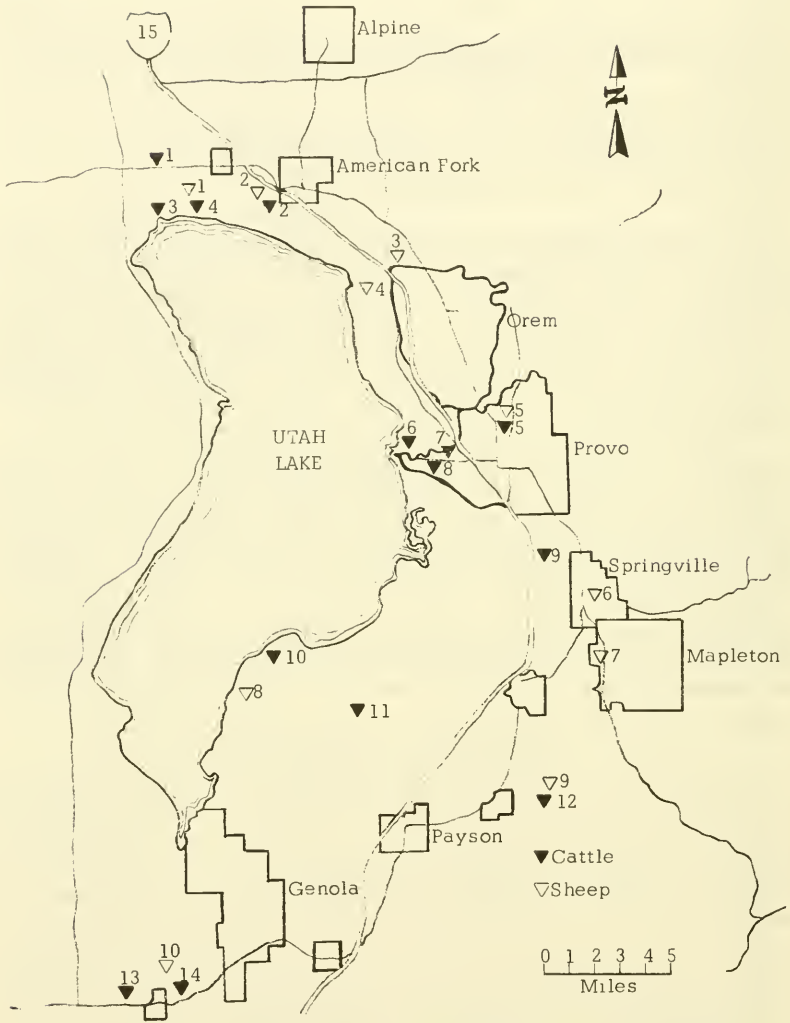 15
Alpine
N
1
American Fork
1
2
3
4
2
3
4
Orem
5
5
6
7
UTAH
LAKE
Provo
8
9
Springville
6
10
7
Mapleton
8
11
9
12
Payson
Cattle
Genola
Sheep
10
0 1 2 3 4 5
13
14
Miles